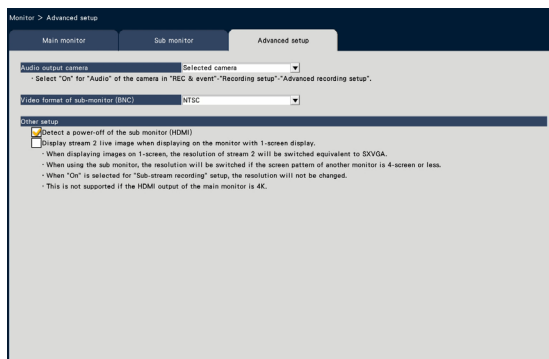 Monitor > Advanced setup
Main monitor Sub monitor Advanced setup
Audio output camera Selected camera
・Select "On" for "Audio" of the camera in "REC & event"-"Recording setup"-"Advanced recording setup".
Video format of sub-monitor (BNC) NTSC
Other setup
Detect a power-off of the sub monitor (HDMI)
Display stream 2 live image when displaying on the monitor with 1-screen display.
・When displaying images on 1-screen, the resolution of stream 2 will be switched equivalent to SXVGA.
・When using the sub monitor, the resolution will be switched if the screen pattern of another monitor is 4-screen or less.
・When "On" is selected for "Sub-stream recording" setup, the resolution will not be changed.
・This is not supported if the HDMI output of the main monitor is 4K.